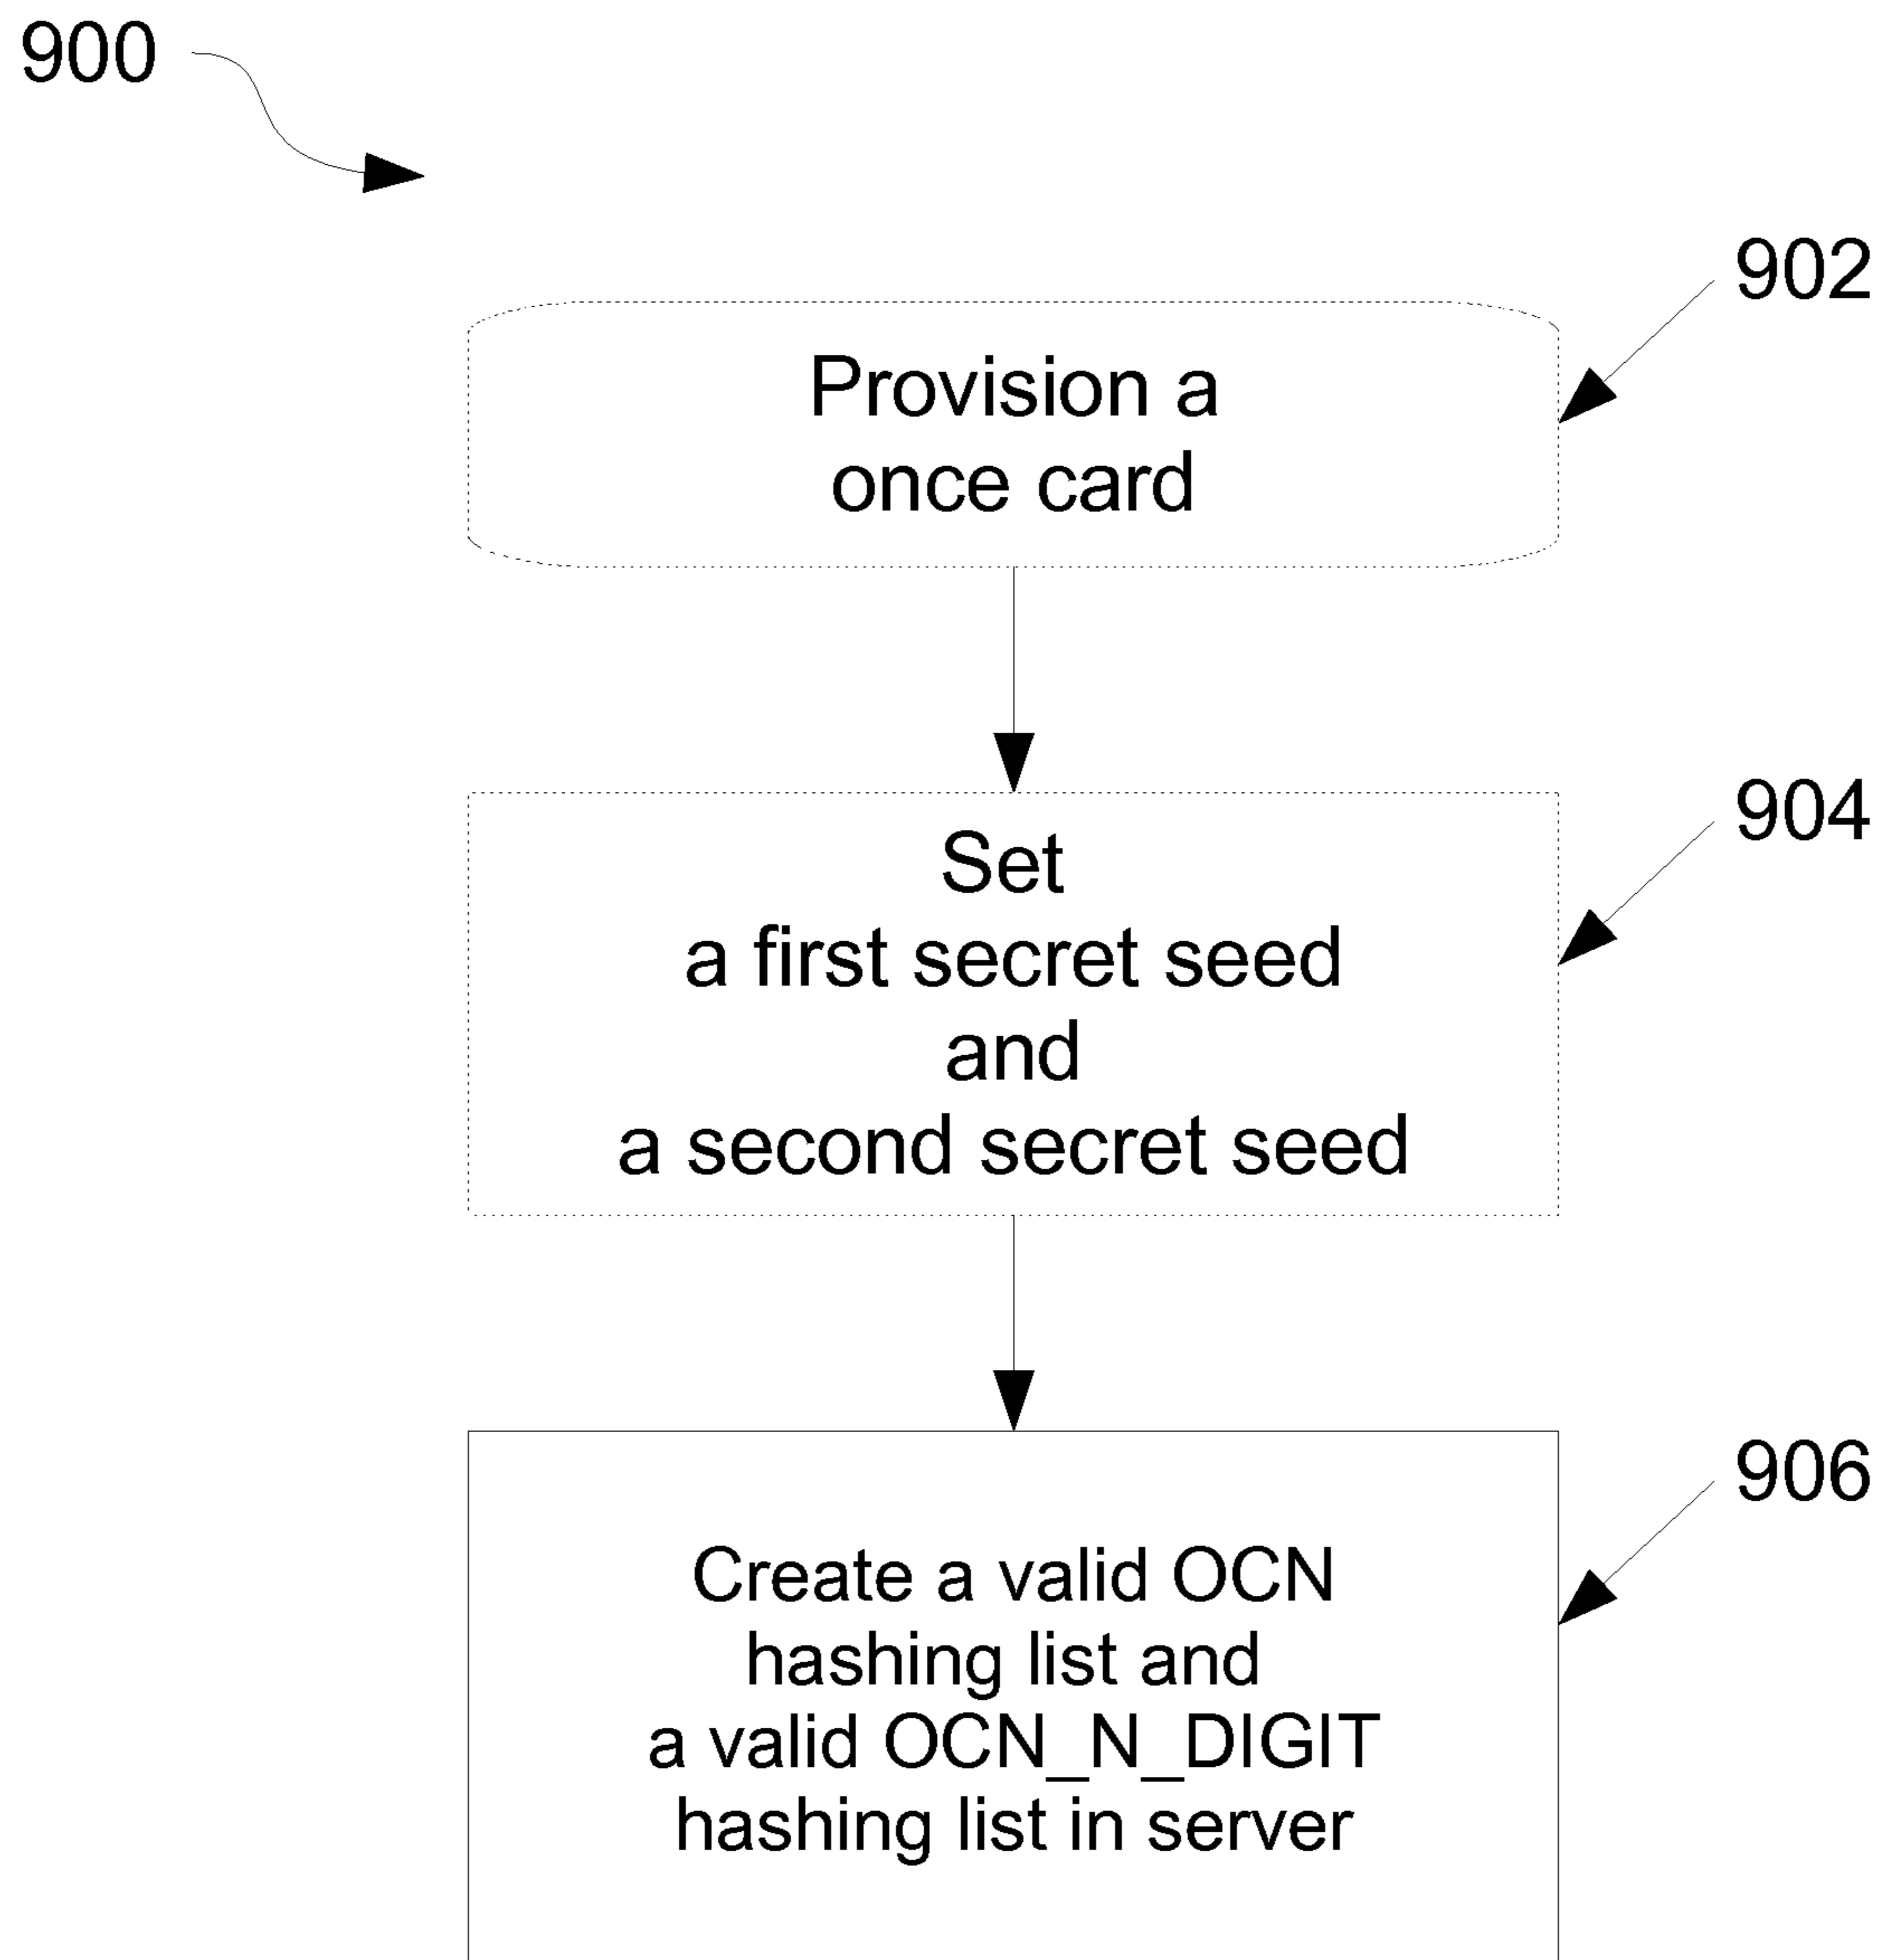 900
902
Provision a
once card
904
Set
a first secret seed
and
a second secret seed
906
Create a valid OCN
hashing list and
a valid OCN_N_DIGIT
hashing list in server